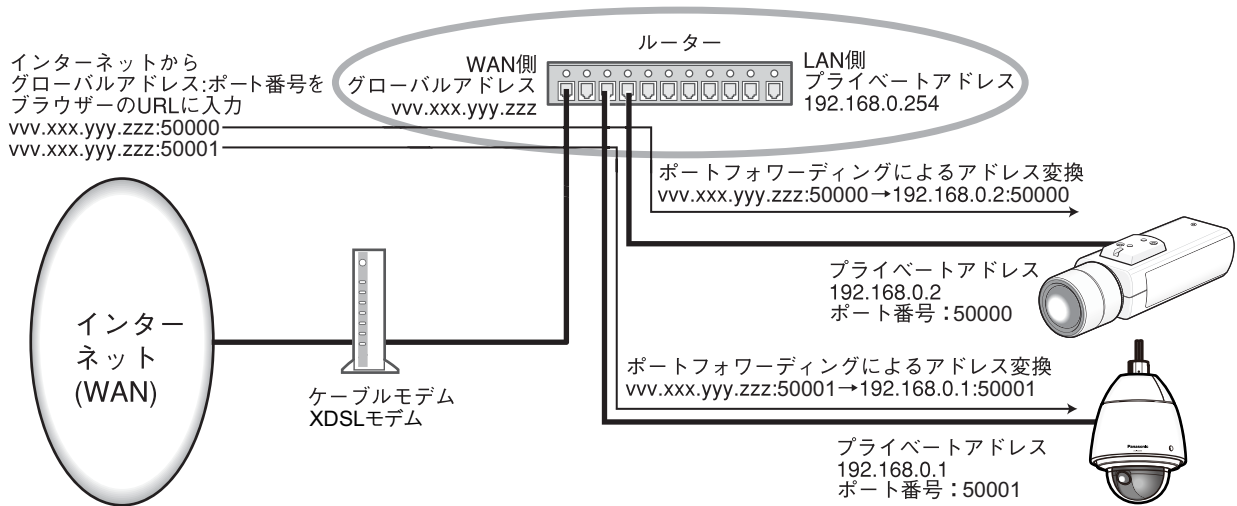 ルーター
インターネットから
グローバルアドレス:ポート番号を
ブラウザーのURLに入力
vvv.xxx.yyy.zzz:50000
vvv.xxx.yyy.zzz:50001
WAN側
グローバルアドレス
vvv.xxx.yyy.zzz
LAN側
プライベートアドレス
192.168.0.254
ポートフォワーディングによるアドレス変換
vvv.xxx.yyy.zzz:50000→192.168.0.2:50000
プライベートアドレス
192.168.0.2
ポート番号：50000
インター
ネット
(WAN)
ケーブルモデム
XDSLモデム
ポートフォワーディングによるアドレス変換
vvv.xxx.yyy.zzz:50001→192.168.0.1:50001
Panasonic
プライベートアドレス
192.168.0.1
ポート番号：50001